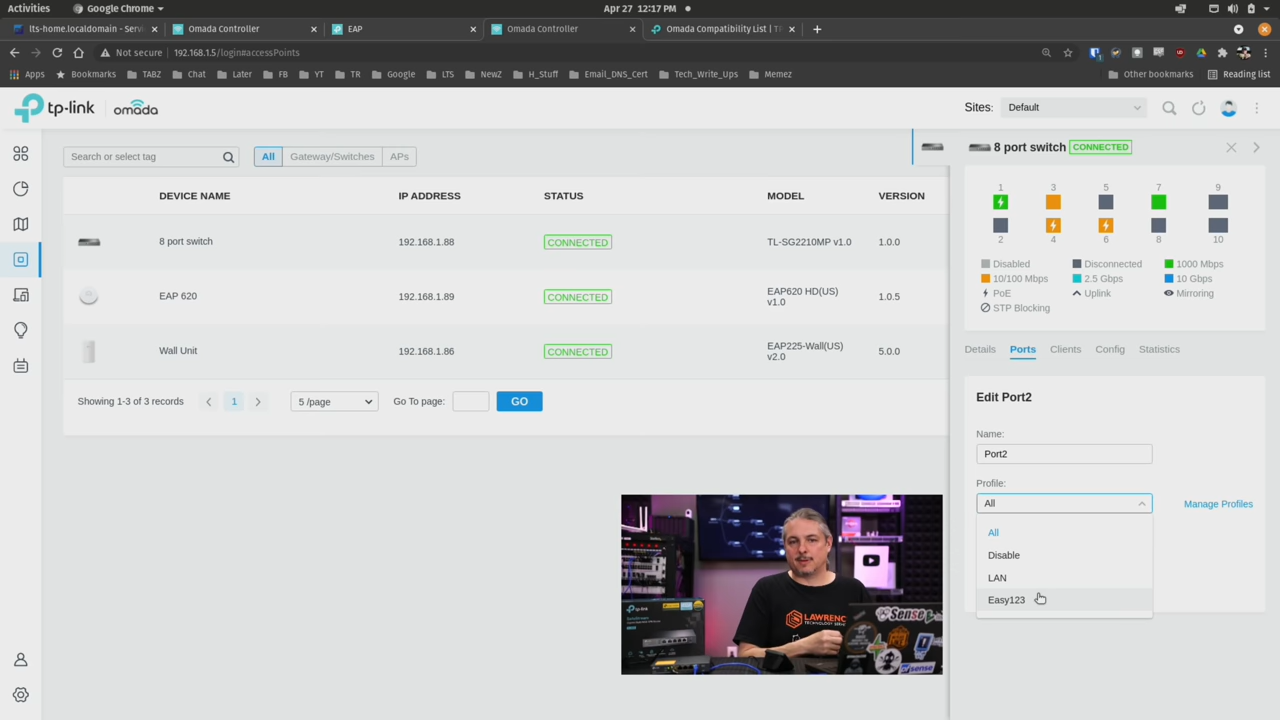 Activities
Google Chrome
Apr 27 12:17 PM
lts-home.localdomain - Servi
Omada Controller
EAP
Omada Controller
Omada Compatibility List | TP
Not secure
192.168.1.5/login#accessPoints
Apps
Bookmarks
TABZ
Chat
Later
FB
YT
TR
Google
LTS
NewZ
H_Stuff
Email_DNS_Cert
Tech_Write_Ups
Memez
Other bookmarks
Reading list
tp-link
omada
Sites:
Default
Search or select tag
All
Gateway/Switches
APs
DEVICE NAME
IP ADDRESS
STATUS
MODEL
VERSION
8 port switch
192.168.1.88
CONNECTED
TL-SG2210MP v1.0
1.0.0
EAP 620
192.168.1.89
CONNECTED
EAP620 HD(US)
v1.0
1.0.5
Wall Unit
192.168.1.86
CONNECTED
EAP225-Wall(US)
v2.0
5.0.0
Showing 1-3 of 3 records
1
5 /page
Go To page:
GO
8 port switch
CONNECTED
1 3 5 7 9
2 4 6 8 10
Disabled
Disconnected
1000 Mbps
10/100 Mbps
2.5 Gbps
10 Gbps
PoE
Uplink
Mirroring
STP Blocking
Details
Ports
Clients
Config
Statistics
Edit Port2
Name:
Port2
Profile:
All
Manage Profiles
All
Disable
LAN
Easy123
LAWRENC
TECHNOLOGY SERV
tp-link